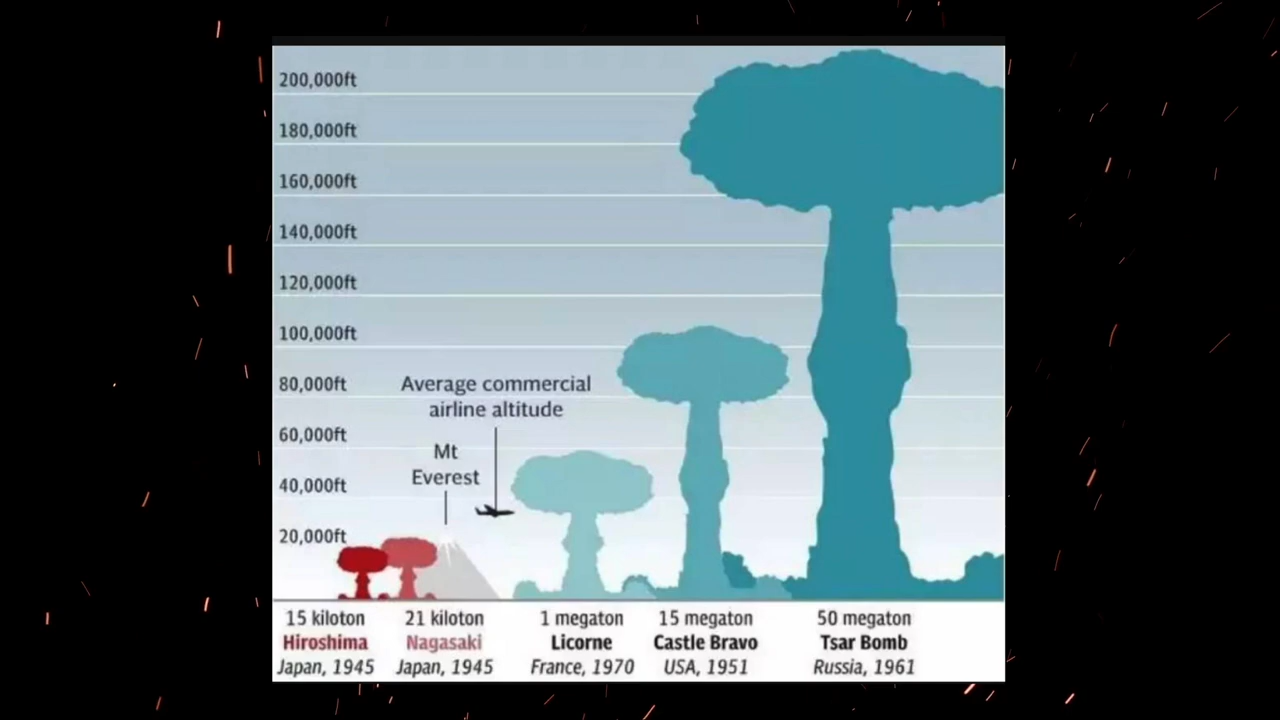 200,000ft
180,000ft
160,000ft
140,000ft
120,000ft
100,000ft
80,000ft
60,000ft
40,000ft
20,000ft
Average commercial
airline altitude
Mt
Everest
15 kiloton
Hiroshima
Japan, 1945
21 kiloton
Nagasaki
Japan, 1945
1 megaton
Licorne
France, 1970
15 megaton
Castle Bravo
USA, 1951
50 megaton
Tsar Bomb
Russia, 1961